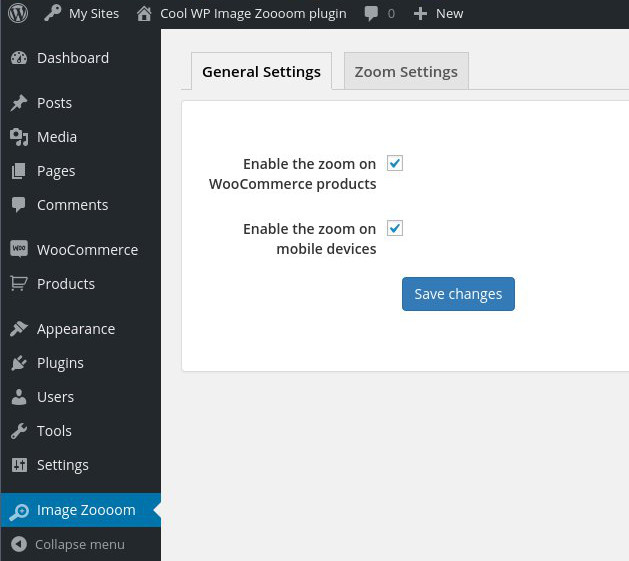 My Sites Cool WP Image Zoooom plugin 0 New
Dashboard
Posts
Media
Pages
Comments
WOO WooCommerce
Products
Appearance
Plugins
Users
Tools
Settings
Image Zoooom
Collapse menu
General Settings Zoom Settings
Enable the zoom on
WooCommerce products
Enable the zoom on
mobile devices
Save changes